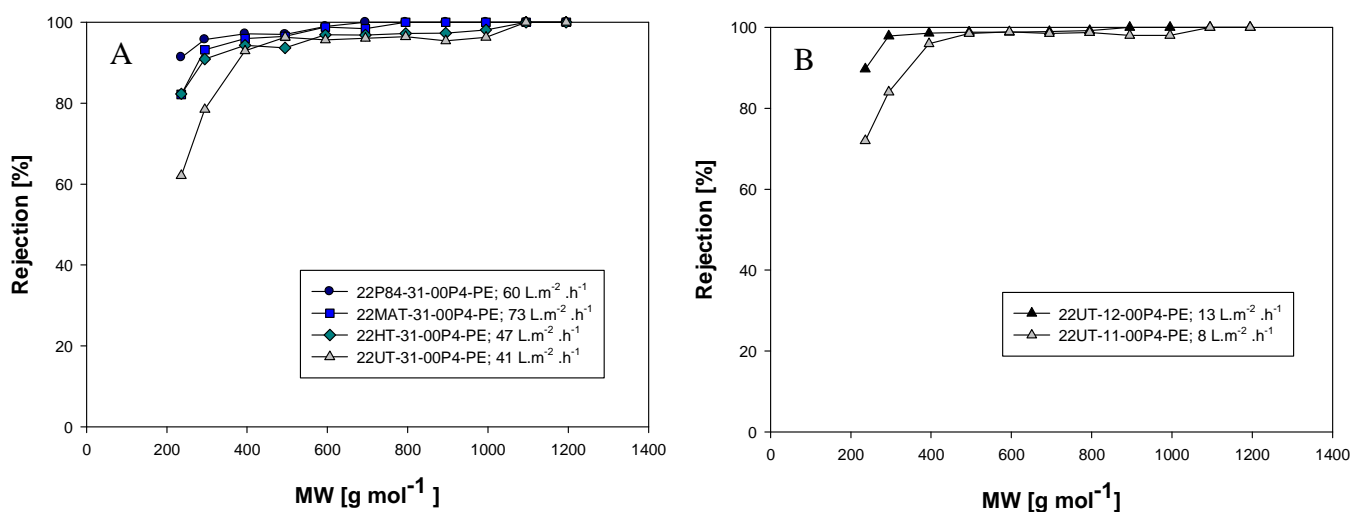 A
Rejection [%]
100
80
60
40
20
0
22P84-31-00P4-PE; 60 L.m⁻² .h⁻¹
22MAT-31-00P4-PE; 73 L.m⁻² .h⁻¹
22HT-31-00P4-PE; 47 L.m⁻² .h⁻¹
22UT-31-00P4-PE; 41 L.m⁻² .h⁻¹
0 200 400 600 800 1000 1200 1400
MW [g mol⁻¹ ]
B
Rejection [%]
100
80
60
40
20
0
22UT-12-00P4-PE; 13 L.m⁻² .h⁻¹
22UT-11-00P4-PE; 8 L.m⁻² .h⁻¹
0 200 400 600 800 1000 1200 1400
MW [g mol⁻¹]